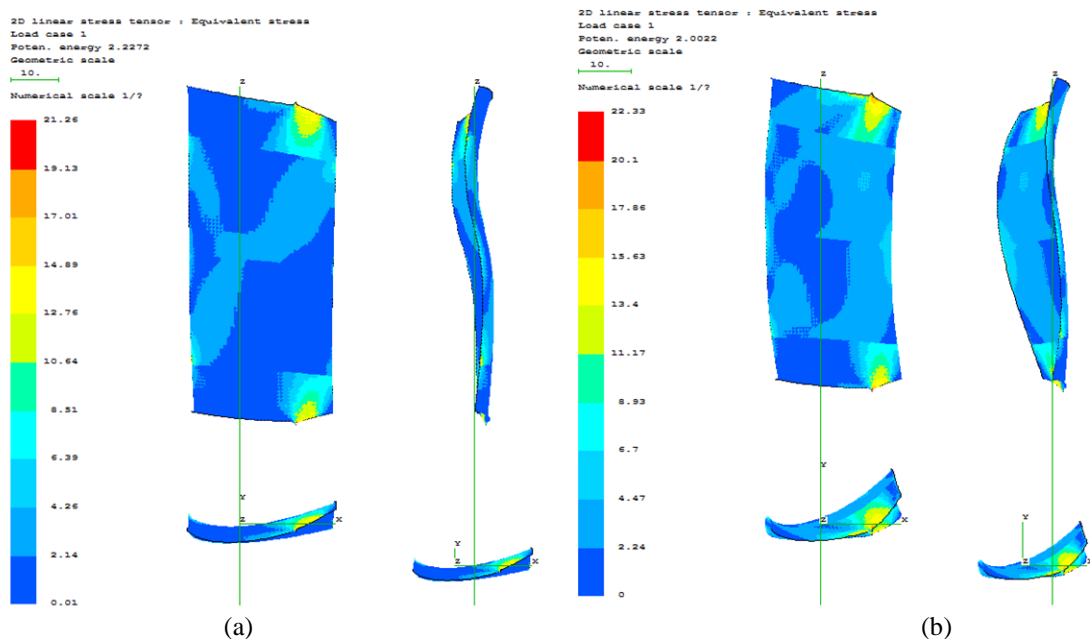 2D linear stress tensor : Equivalent stress
Load case 1
Poten. energy 2.2272
Geometric scale
10.
Numerical scale 1/?
21.26
19.13
17.01
14.89
12.76
10.64
8.51
6.39
4.26
2.14
0.01
z
z
Y
z
x
Y
z
x
(a)
2D linear stress tensor : Equivalent stress
Load case 1
Poten. energy 2.0022
Geometric scale
10.
Numerical scale 1/?
22.33
20.1
17.86
15.63
13.4
11.17
8.93
6.7
4.47
2.24
0
z
z
Y
z
x
Y
z
x
(b)